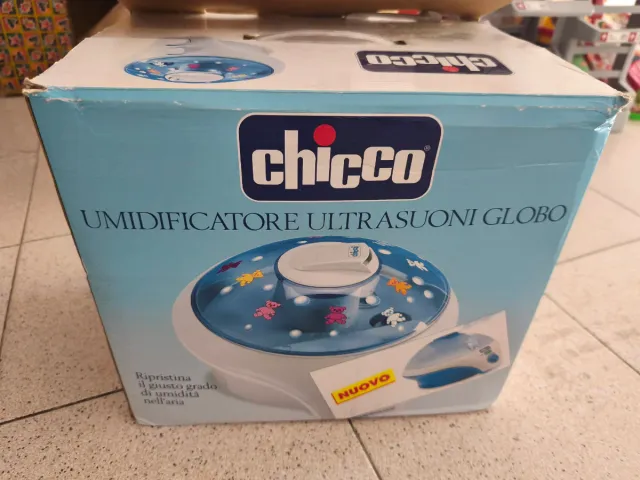 chicco
chicco
UMIDIFICATORE ULTRASUONI GLOBO
Ripristina
il giusto grado
di umidità
nell'aria
NUOVO